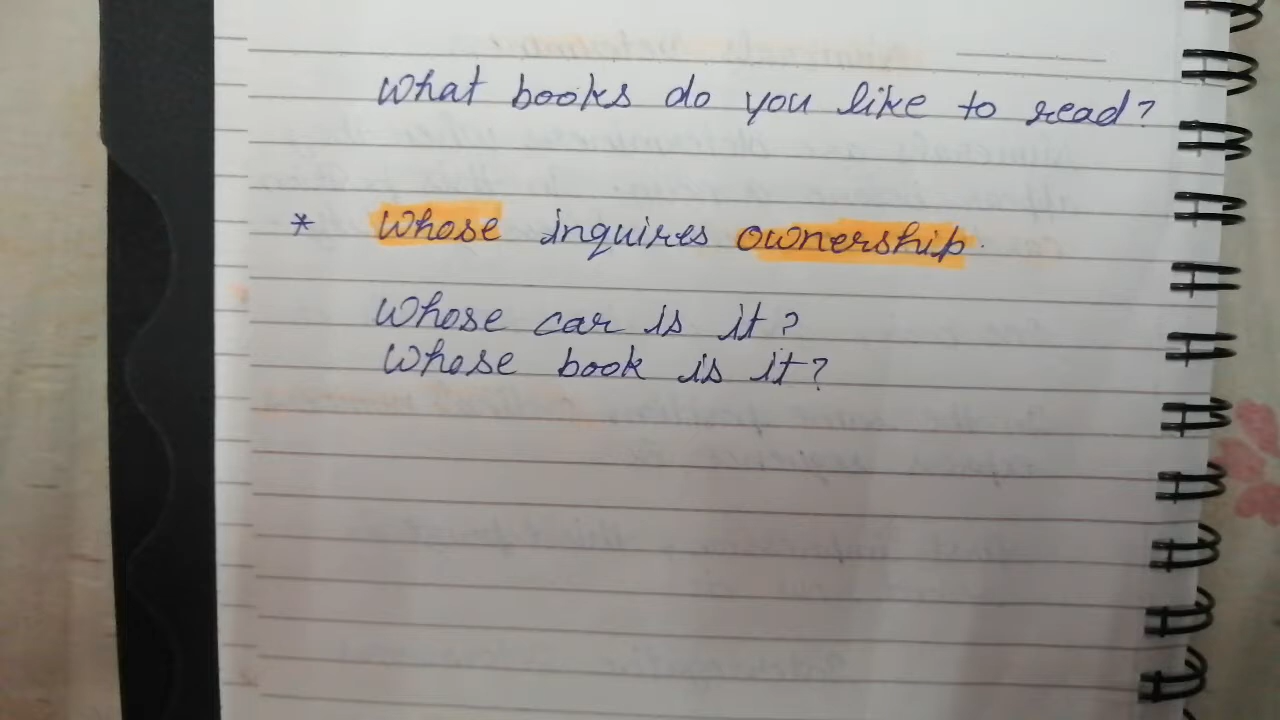 What books do you like to read?
* Whose inquires ownership.
Whose car is it?
Whose book is it?